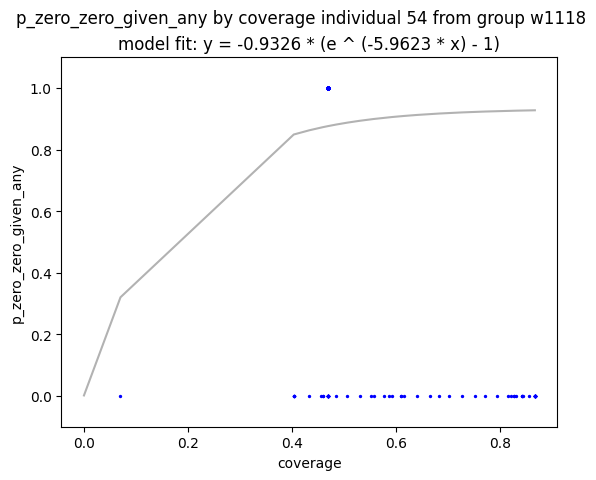 p_zero_zero_given_any by coverage individual 54 from group w1118
model fit: y = -0.9326 * (e ^ (-5.9623 * x) - 1)
1.0
0.8
0.6
0.4
0.2
0.0
p_zero_zero_given_any
0.0 0.2 0.4 0.6 0.8
coverage